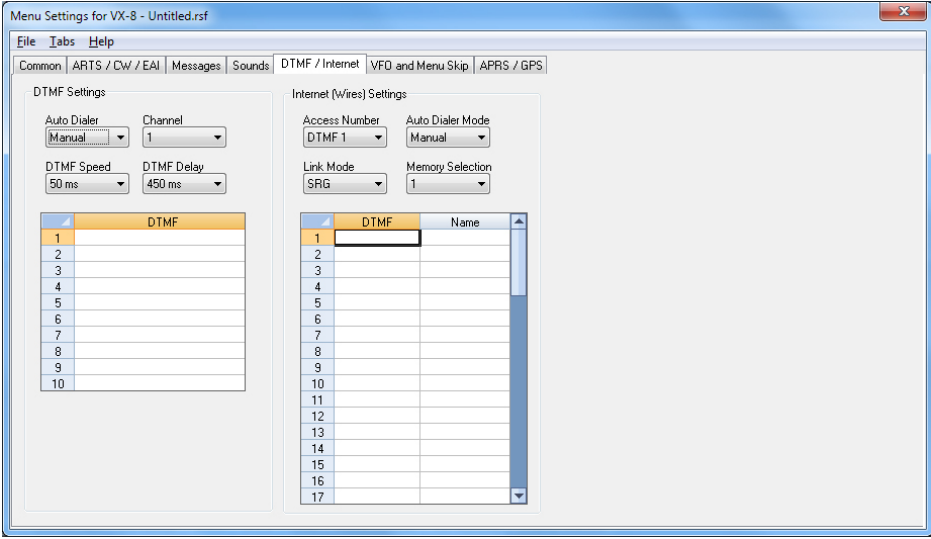 Menu Settings for VX-8 - Untitled.rsf
File Tabs Help
Common ARTS / CW / EAI Messages Sounds DTMF / Internet VFO and Menu Skip APRS / GPS
DTMF Settings
Auto Dialer Channel
Manual 1
DTMF Speed DTMF Delay
50 ms 450 ms
DTMF
1
2
3
4
5
6
7
8
9
10
Internet (Wires) Settings
Access Number Auto Dialer Mode
DTMF 1 Manual
Link Mode Memory Selection
SRG 1
DTMF Name
1
2
3
4
5
6
7
8
9
10
11
12
13
14
15
16
17